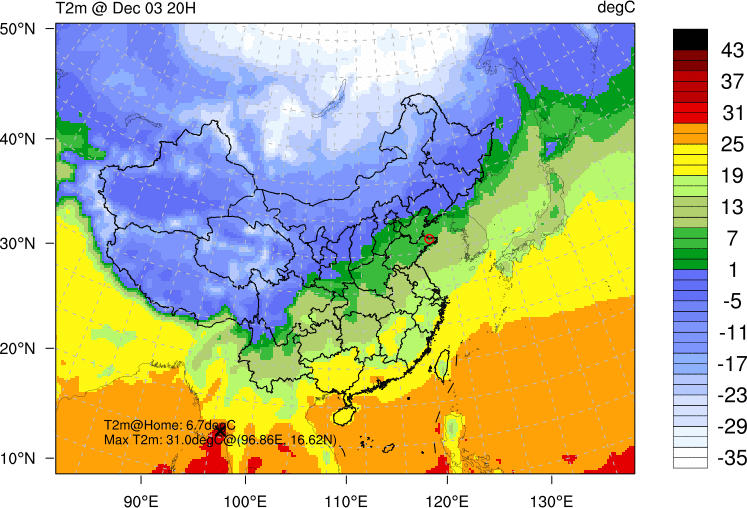 T2m @ Dec 03 20H
degC
50°N
40°N
30°N
20°N
10°N
90°E
100°E
110°E
120°E
130°E
T2m@Home: 6.7degC
Max T2m: 31.0degC@(96.86E, 16.62N)
43
37
31
25
19
13
7
1
-5
-11
-17
-23
-29
-35